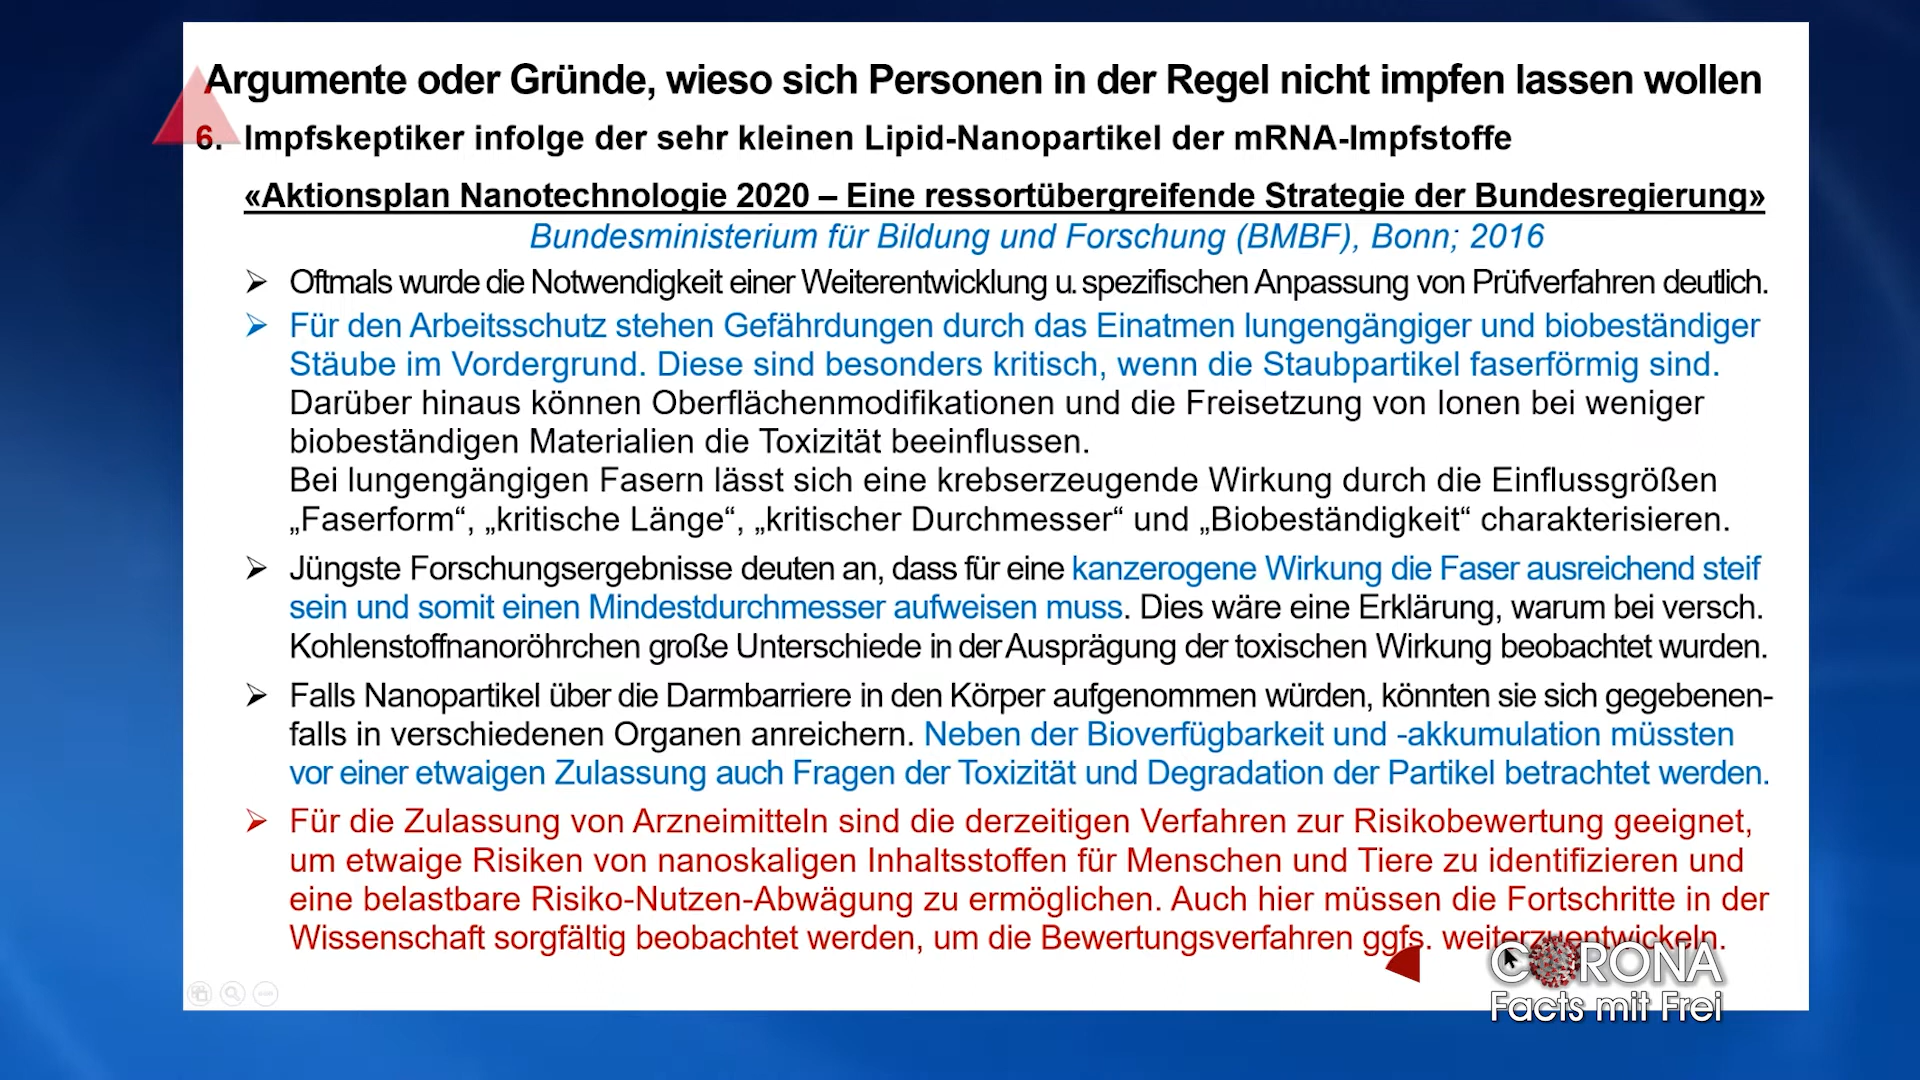 Argumente oder Gründe, wieso sich Personen in der Regel nicht impfen lassen wollen
6. Impfskeptiker infolge der sehr kleinen Lipid-Nanopartikel der mRNA-Impfstoffe
«Aktionsplan Nanotechnologie 2020 – Eine ressortübergreifende Strategie der Bundesregierung»
Bundesministerium für Bildung und Forschung (BMBF), Bonn; 2016
➢ Oftmals wurde die Notwendigkeit einer Weiterentwicklung u. spezifischen Anpassung von Prüfverfahren deutlich.
➢ Für den Arbeitsschutz stehen Gefährdungen durch das Einatmen lungengängiger und biobeständiger
Stäube im Vordergrund. Diese sind besonders kritisch, wenn die Staubpartikel faserförmig sind.
Darüber hinaus können Oberflächenmodifikationen und die Freisetzung von Ionen bei weniger
biobeständigen Materialien die Toxizität beeinflussen.
Bei lungengängigen Fasern lässt sich eine krebserzeugende Wirkung durch die Einflussgrößen
„Faserform“, „kritische Länge“, „kritischer Durchmesser“ und „Biobeständigkeit“ charakterisieren.
➢ Jüngste Forschungsergebnisse deuten an, dass für eine kanzerogene Wirkung die Faser ausreichend steif
sein und somit einen Mindestdurchmesser aufweisen muss. Dies wäre eine Erklärung, warum bei versch.
Kohlenstoffnanoröhrchen große Unterschiede in der Ausprägung der toxischen Wirkung beobachtet wurden.
➢ Falls Nanopartikel über die Darmbarriere in den Körper aufgenommen würden, könnten sie sich gegebenen-
falls in verschiedenen Organen anreichern. Neben der Bioverfügbarkeit und -akkumulation müssten
vor einer etwaigen Zulassung auch Fragen der Toxizität und Degradation der Partikel betrachtet werden.
➢ Für die Zulassung von Arzneimitteln sind die derzeitigen Verfahren zur Risikobewertung geeignet,
um etwaige Risiken von nanoskaligen Inhaltsstoffen für Menschen und Tiere zu identifizieren und
eine belastbare Risiko-Nutzen-Abwägung zu ermöglichen. Auch hier müssen die Fortschritte in der
Wissenschaft sorgfältig beobachtet werden, um die Bewertungsverfahren ggfs. weiterzuentwickeln.
CORONA
Facts mit Frei